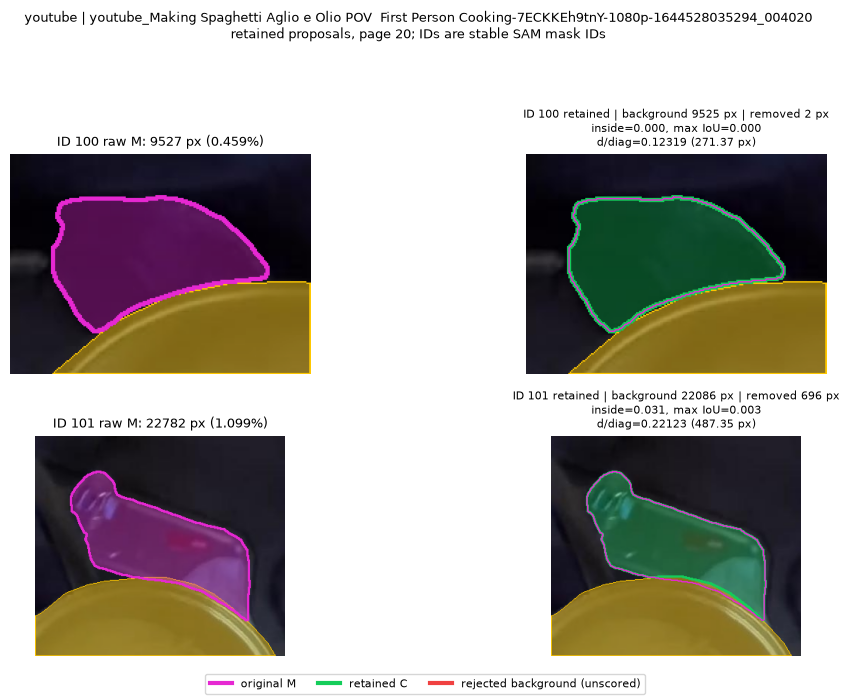 youtube | youtube_Making Spaghetti Aglio e Olio POV  First Person Cooking-7ECKKEh9tnY-1080p-1644528035294_004020
retained proposals, page 20; IDs are stable SAM mask IDs
ID 100 raw M: 9527 px (0.459%)
ID 100 retained | background 9525 px | removed 2 px
inside=0.000, max IoU=0.000
d/diag=0.12319 (271.37 px)
ID 101 raw M: 22782 px (1.099%)
ID 101 retained | background 22086 px | removed 696 px
inside=0.031, max IoU=0.003
d/diag=0.22123 (487.35 px)
original M
retained C
rejected background (unscored)